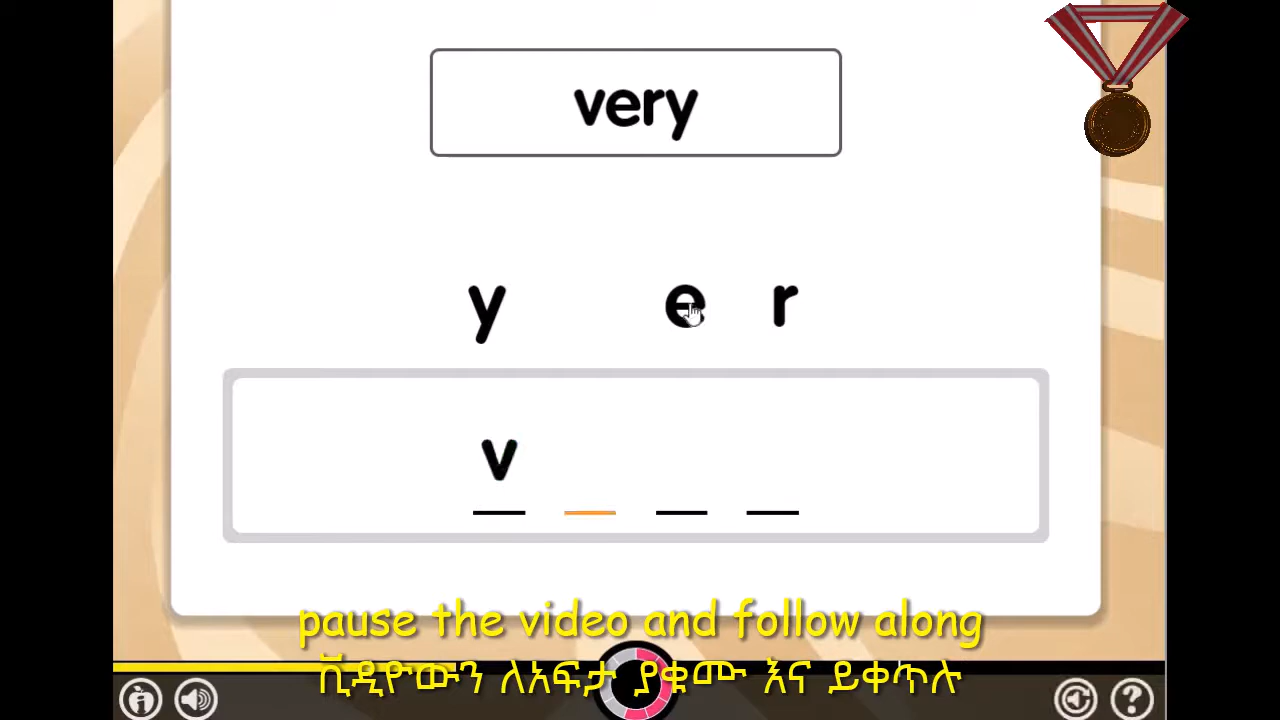 very
y e r
v
pause the video and follow along
ቪዲዮውን ለአፍታ ያቁሙ እና ይቀጥሉ